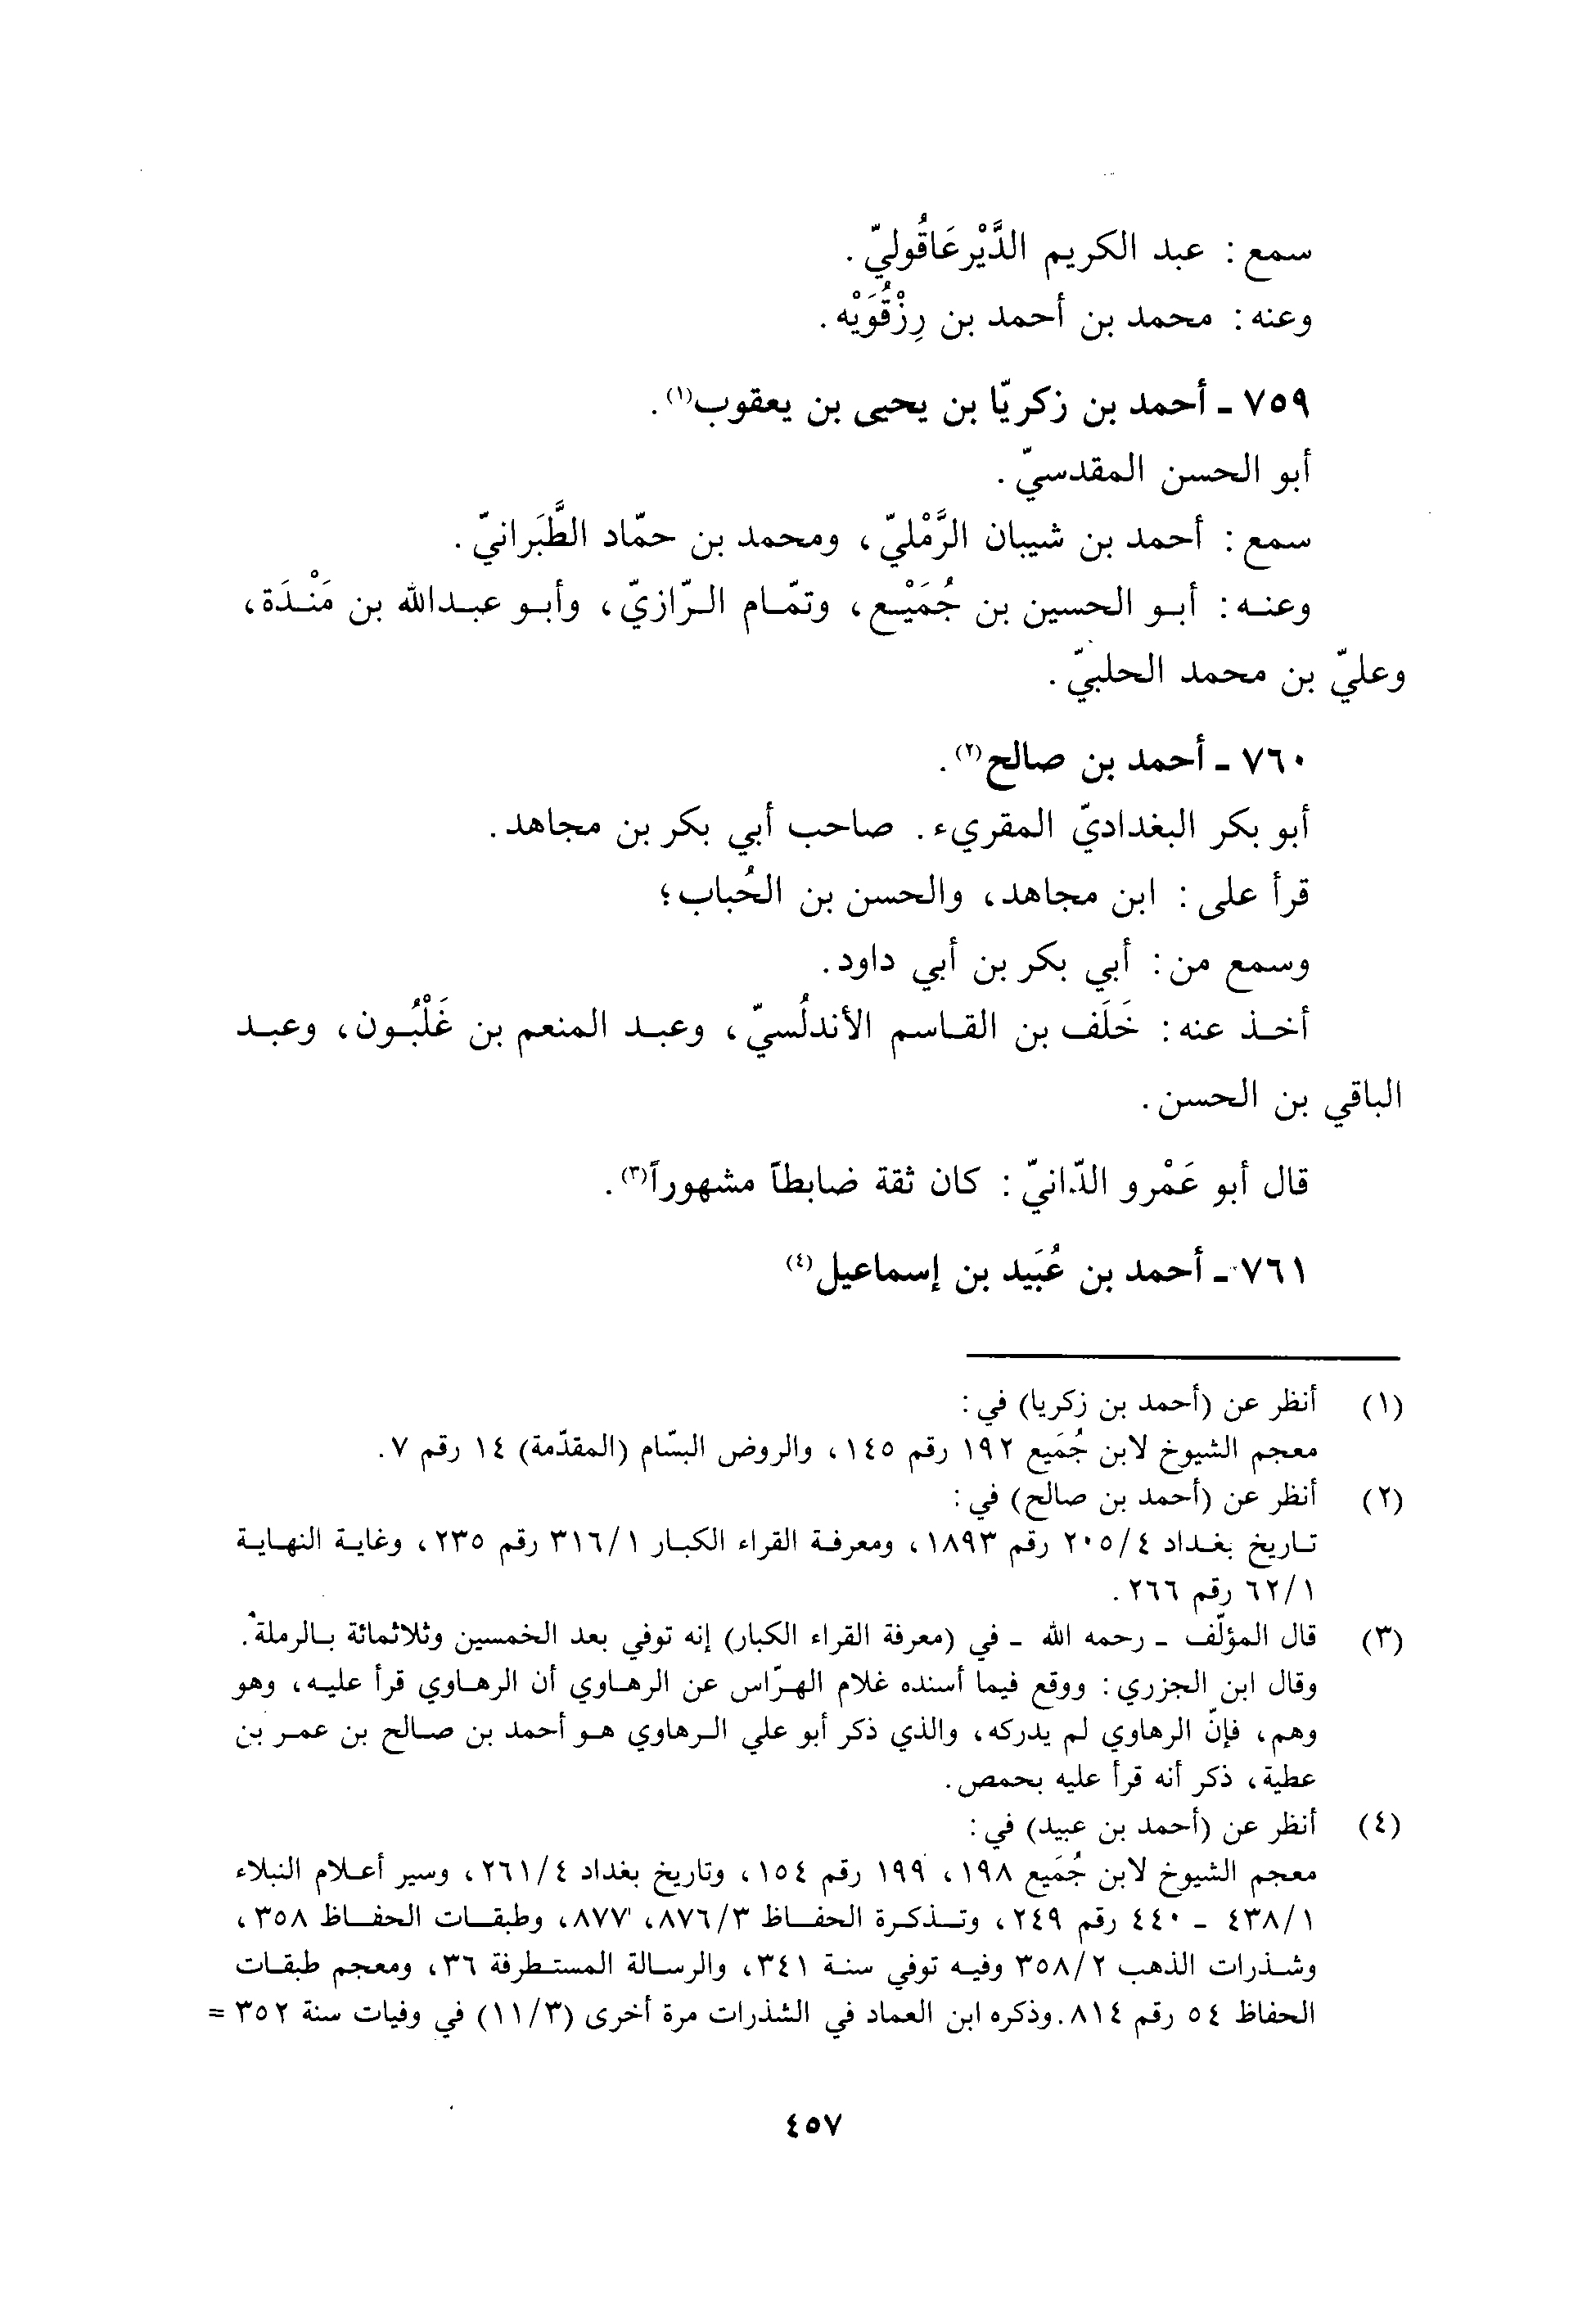 سمع: عبد الكريم الدَّيْرعَاقُوليّ.
وعنه: محمد بن أحمد بن رِزْقُوَيْه.
٧٥٩ - أحمد بن زكريّا بن يحيى بن يعقوب(١).
أبو الحسن المقدسيّ.
سمع: أحمد بن شيبان الرَّمْليّ، ومحمد بن حمّاد الطَّبَرانيّ.
وعنه: أبو الحسين بن جُمَيْع، وتمّام الرّازيّ، وأبو عبدالله بن مَنْدَة،
وعليّ بن محمد الحلبيّ.
٧٦٠ - أحمد بن صالح(٢).
أبو بكر البغداديّ المقريء. صاحب أبي بكر بن مجاهد.
قرأ على: ابن مجاهد، والحسن بن الحُباب؛
وسمع من: أبي بكر بن أبي داود.
أخذ عنه: خَلَف بن القاسم الأندلُسيّ، وعبد المنعم بن غَلْبُون، وعبد
الباقي بن الحسن.
قال أبو عَمْرو الدّانيّ: كان ثقة ضابطاً مشهوراً(٣).
٧٦١ - أحمد بن عُبَيد بن إسماعيل(٤)
(١) أنظر عن (أحمد بن زكريا) في:
معجم الشيوخ لابن جُمَيع ١٩٢ رقم ١٤٥، والروض البسّام (المقدّمة) ١٤ رقم ٧.
(٢) أنظر عن (أحمد بن صالح) في:
تاريخ بغداد ٢٠٥/٤ رقم ١٨٩٣، ومعرفة القراء الكبار ٣١٦/١ رقم ٢٣٥، وغاية النهاية
٦٢/١ رقم ٢٦٦.
(٣) قال المؤلّف - رحمه الله - في (معرفة القراء الكبار) إنه توفي بعد الخمسين وثلاثمائة بالرملة.
وقال ابن الجزري: ووقع فيما أسنده غلام الهرّاس عن الرهاوي أن الرهاوي قرأ عليه، وهو
وهم، فإنّ الرهاوي لم يدركه، والذي ذكر أبو علي الرهاوي هو أحمد بن صالح بن عمر بن
عطية، ذكر أنه قرأ عليه بحمص.
(٤) أنظر عن (أحمد بن عبيد) في:
معجم الشيوخ لابن جُمَيع ١٩٨، ١٩٩ رقم ١٥٤، وتاريخ بغداد ٢٦١/٤، وسير أعلام النبلاء
٤٣٨/١ - ٤٤٠ رقم ٢٤٩، وتذكرة الحفاظ ٨٧٦/٣، ٨٧٧، وطبقات الحفاظ ٣٥٨،
وشذرات الذهب ٣٥٨/٢ وفيه توفي سنة ٣٤١، والرسالة المستطرفة ٣٦، ومعجم طبقات
الحفاظ ٥٤ رقم ٨١٤. وذكره ابن العماد في الشذرات مرة أخرى (١١/٣) في وفيات سنة ٣٥٢ =
٤٥٧